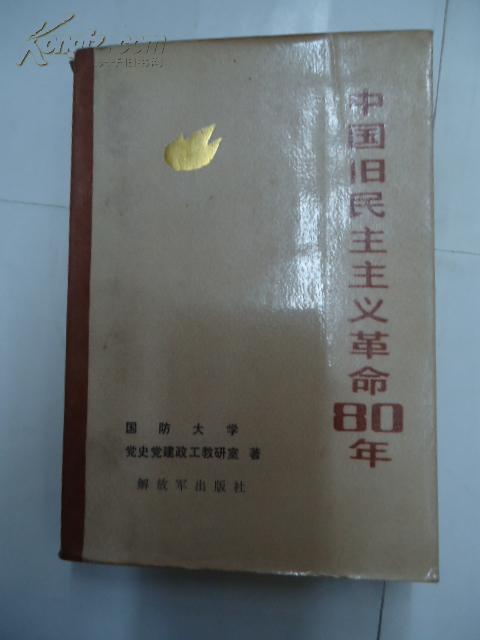 Kongfz.com
中国旧民主主义革命80年
国防大学
党史党建政工教研室 著
解放军出版社